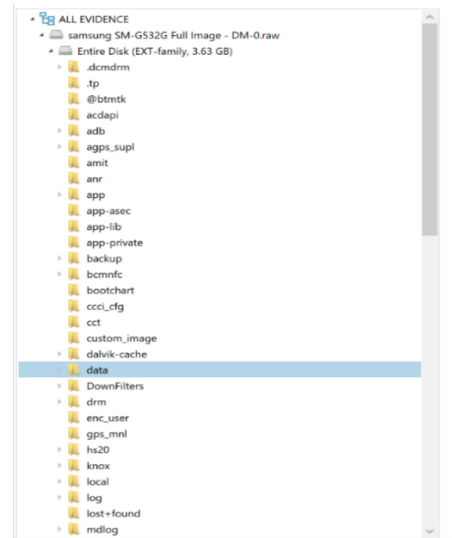 ALL EVIDENCE
samsung SM-G532G Full Image - DM-0.raw
Entire Disk (EXT-family, 3.63 GB)
.dcmdrm
.tp
@btmtk
acdapi
adb
agps_supl
amit
anr
app
app-asec
app-lib
app-private
backup
bcmnfc
bootchart
ccci_cfg
cct
custom_image
dalvik-cache
data
DownFilters
drm
enc_user
gps_mnl
hs20
knox
local
log
lost+found
mdlog